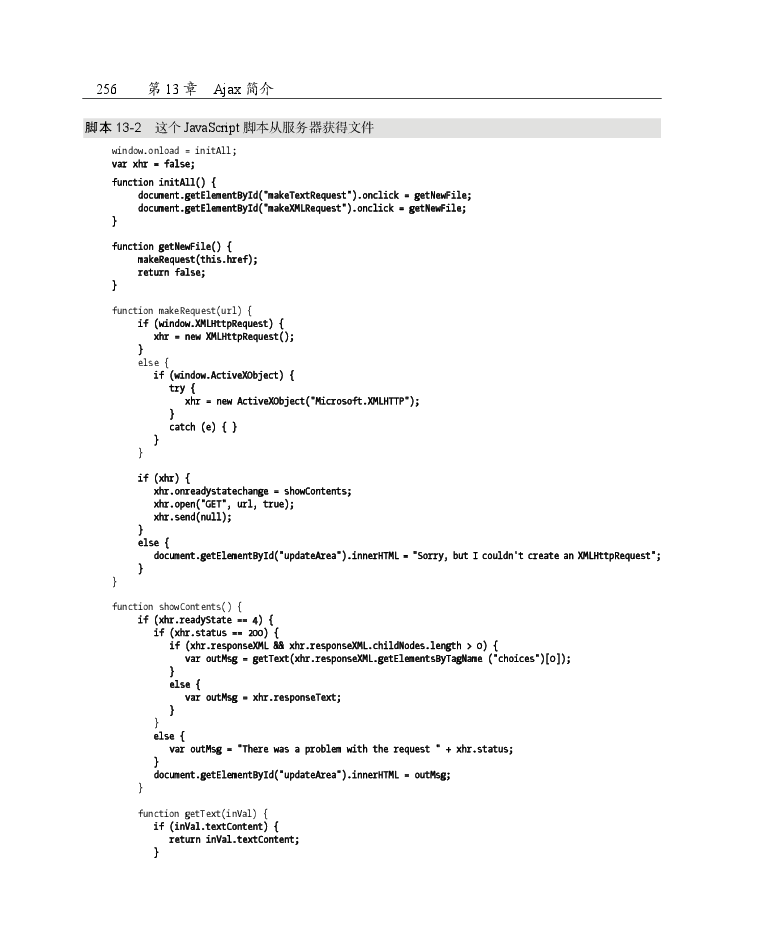 256 第 13 章 Ajax 简介
脚本 13-2 这个 JavaScript 脚本从服务器获得文件
window.onload = initAll;
var xhr = false;
function initAll() {
document.getElementById("makeTextRequest").onclick = getNewFile;
document.getElementById("makeXMLRequest").onclick = getNewFile;
}
function getNewFile() {
makeRequest(this.href);
return false;
}
function makeRequest(url) {
if (window.XMLHttpRequest) {
xhr = new XMLHttpRequest();
}
else {
if (window.ActiveXObject) {
try {
xhr = new ActiveXObject("Microsoft.XMLHTTP");
}
catch (e) { }
}
}
if (xhr) {
xhr.onreadystatechange = showContents;
xhr.open("GET", url, true);
xhr.send(null);
}
else {
document.getElementById("updateArea").innerHTML = "Sorry, but I couldn't create an XMLHttpRequest";
}
}
function showContents() {
if (xhr.readyState == 4) {
if (xhr.status == 200) {
if (xhr.responseXML && xhr.responseXML.childNodes.length > 0) {
var outMsg = getText(xhr.responseXML.getElementsByTagName ("choices")[0]);
}
else {
var outMsg = xhr.responseText;
}
}
else {
var outMsg = "There was a problem with the request " + xhr.status;
}
document.getElementById("updateArea").innerHTML = outMsg;
}
function getText(inVal) {
if (inVal.textContent) {
return inVal.textContent;
}